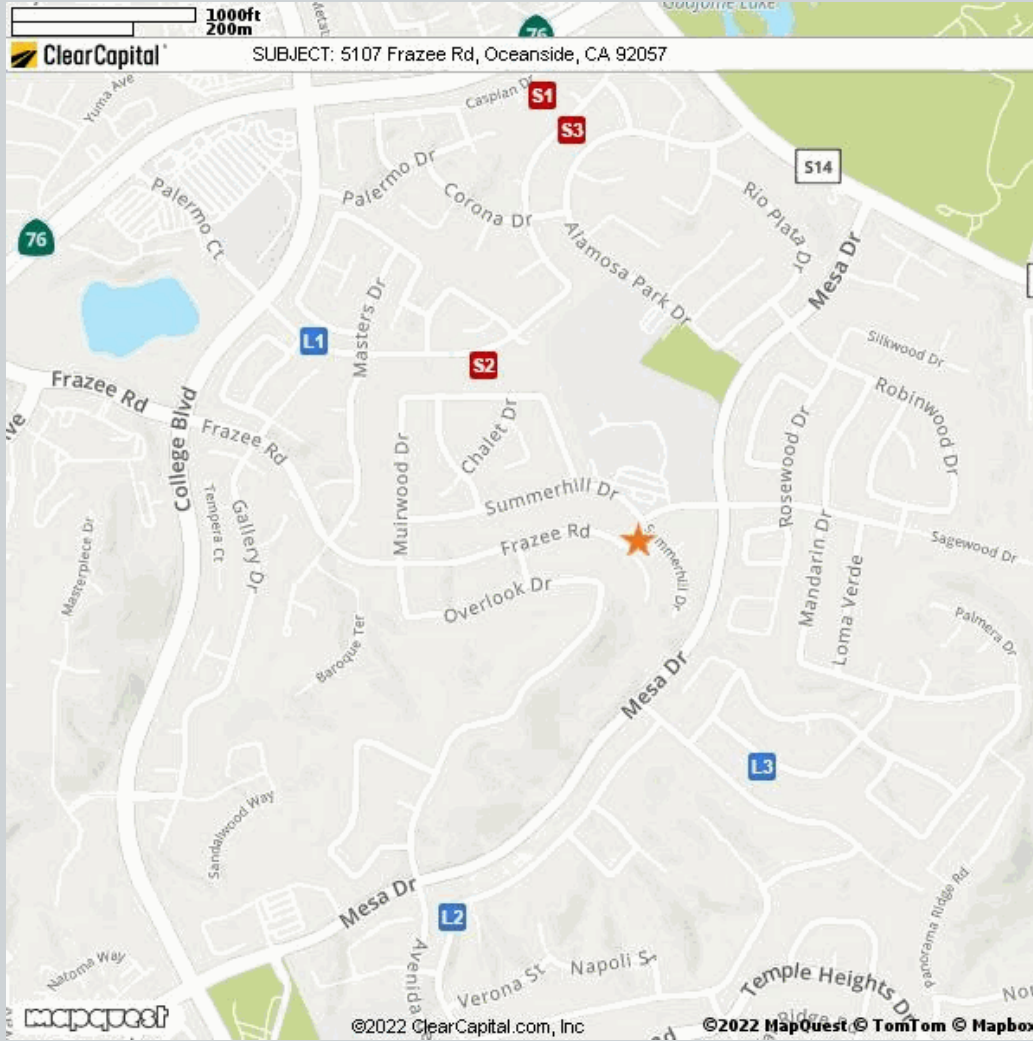 1000ft
200m
76
ClearCapital
SUBJECT: 5107 Frazee Rd, Oceanside, CA 92057
Yuma Ave
Caspian Dr
S1
S3
S14
Palermo Dr
Palermo Ct
Corona Dr
Rio Plata Dr
76
Alamosa Park Dr
Mesa Dr
Masters Dr
L1
S2
Silkwood Dr
Frazee Rd
College Blvd
Frazee Rd
Robinwood Dr
Chalet Dr
Muirwood Dr
Rosewood Dr
Summerhill Dr
Tempera Ct
Gallery Dr
Masterpiece Dr
Frazee Rd
Summerhill Dr
Mandarin Dr
Loma Verde
Sagewood Dr
Overlook Dr
Baroque Ter
Palmera Dr
Mesa Dr
L3
Sandalwood Way
Mesa Dr
L2
Panorama Ridge Rd
Natoma Way
Avenida
Verona St
Napoli S
Temple Heights Dr
mapquest
©2022 ClearCapital.com, Inc
©2022 MapQuest © TomTom © Mapbox